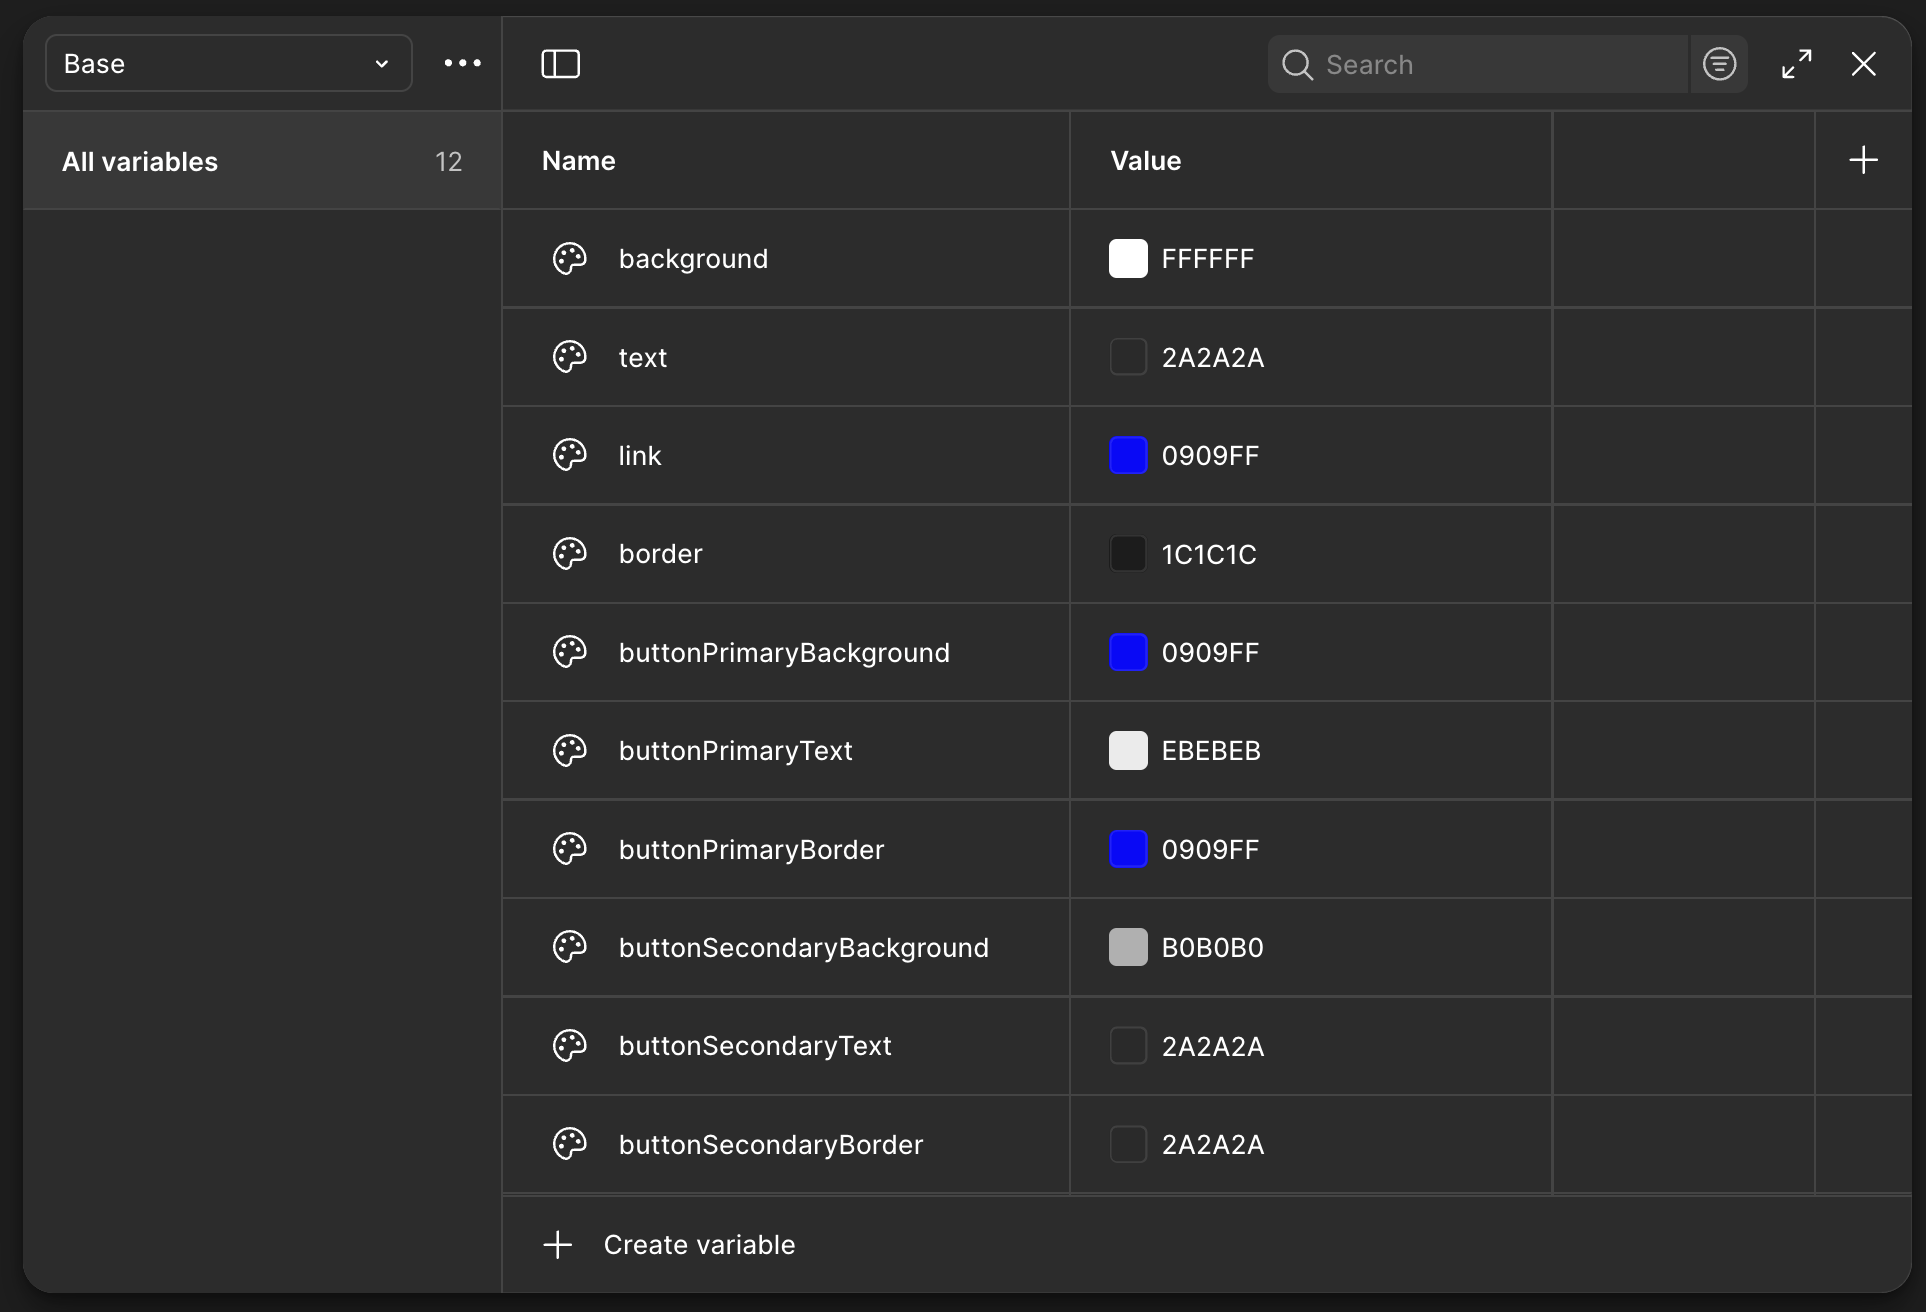 Base
Search
All variables 12
Name Value
background FFFFFF
text 2A2A2A
link 0909FF
border 1C1C1C
buttonPrimaryBackground 0909FF
buttonPrimaryText EBEBEB
buttonPrimaryBorder 0909FF
buttonSecondaryBackground B0B0B0
buttonSecondaryText 2A2A2A
buttonSecondaryBorder 2A2A2A
Create variable